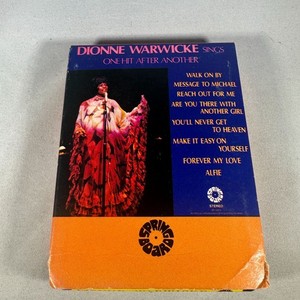 DIONNE WARWICKE SINGS
ONE HIT AFTER ANOTHER
WALK ON BY
MESSAGE TO MICHAEL
REACH OUT FOR ME
ARE YOU THERE WITH
ANOTHER GIRL
YOU'LL NEVER GET
TO HEAVEN
MAKE IT EASY ON
YOURSELF
FOREVER MY LOVE
ALFIE
STEREO
SPRING
BOARD